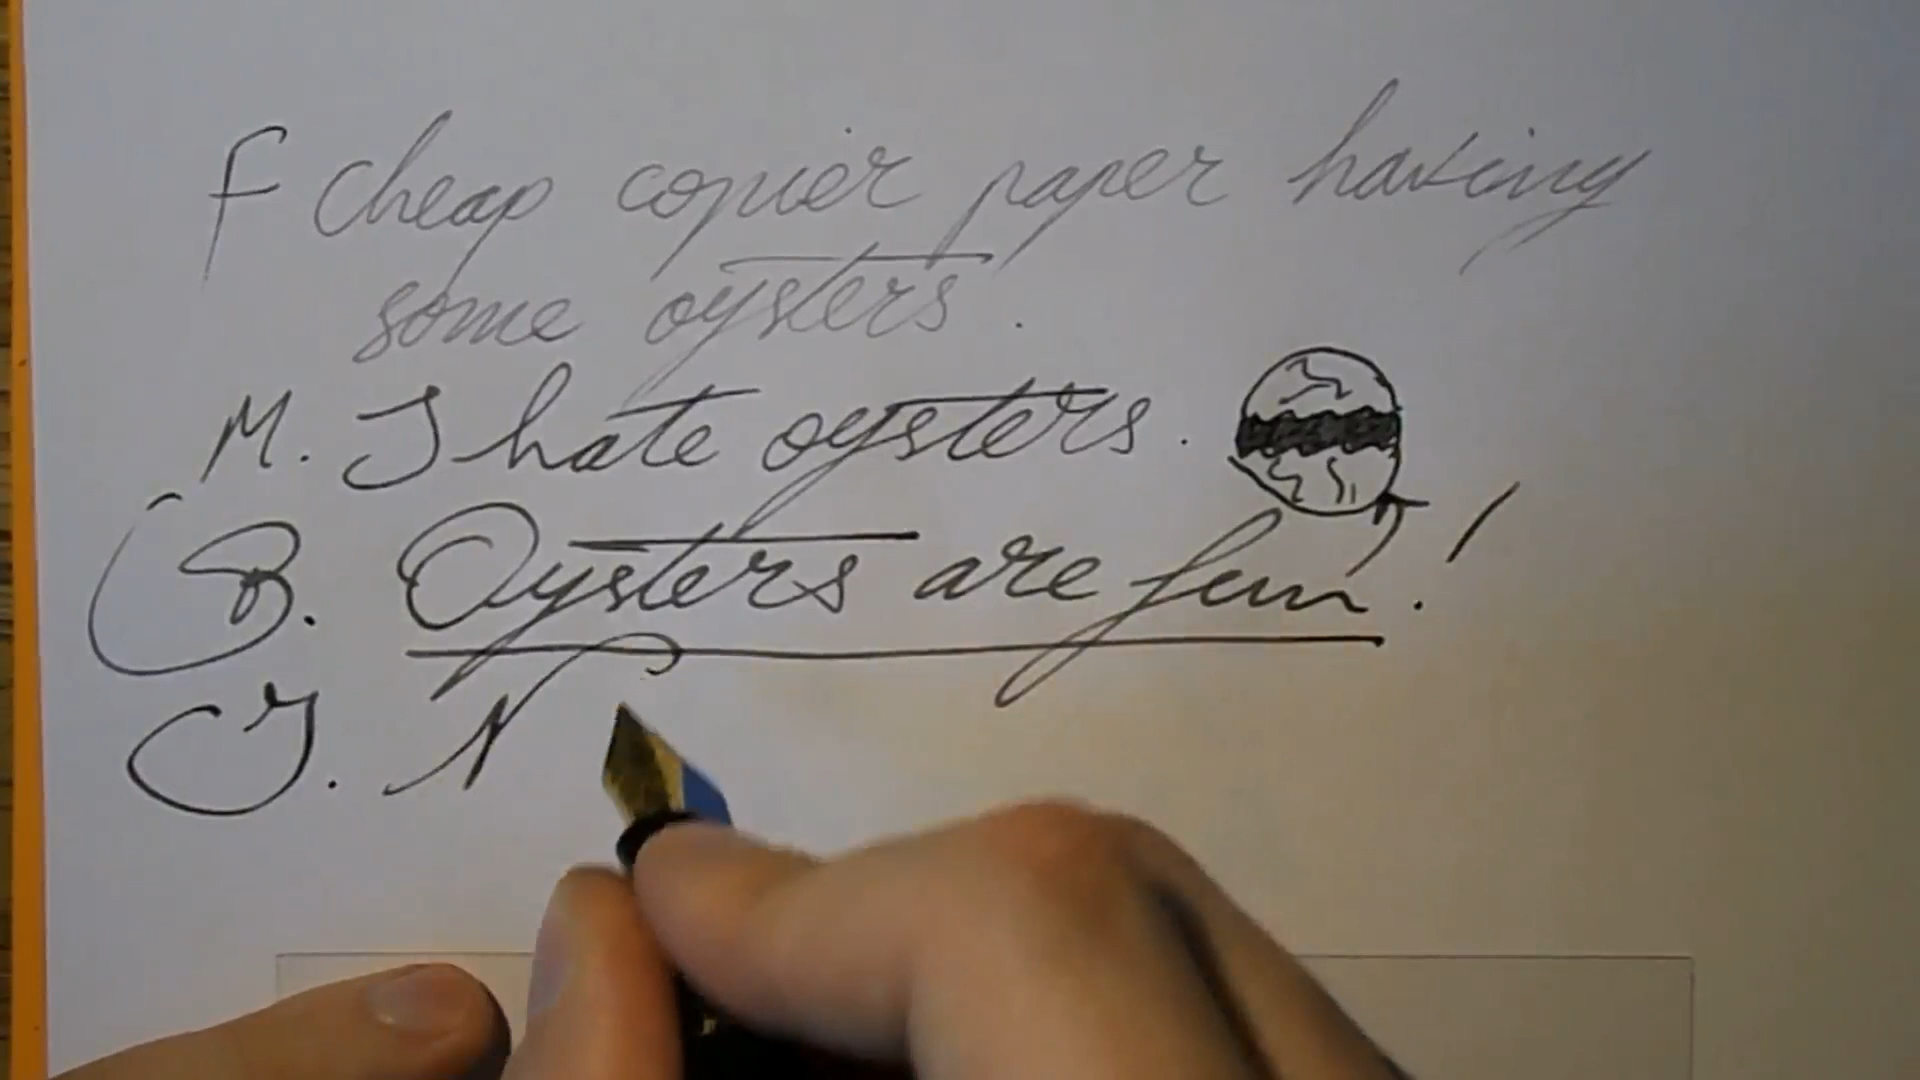 F Cheap copier paper having
some oysters.
M. I hate oysters.
B. Oysters are fun!
J. N